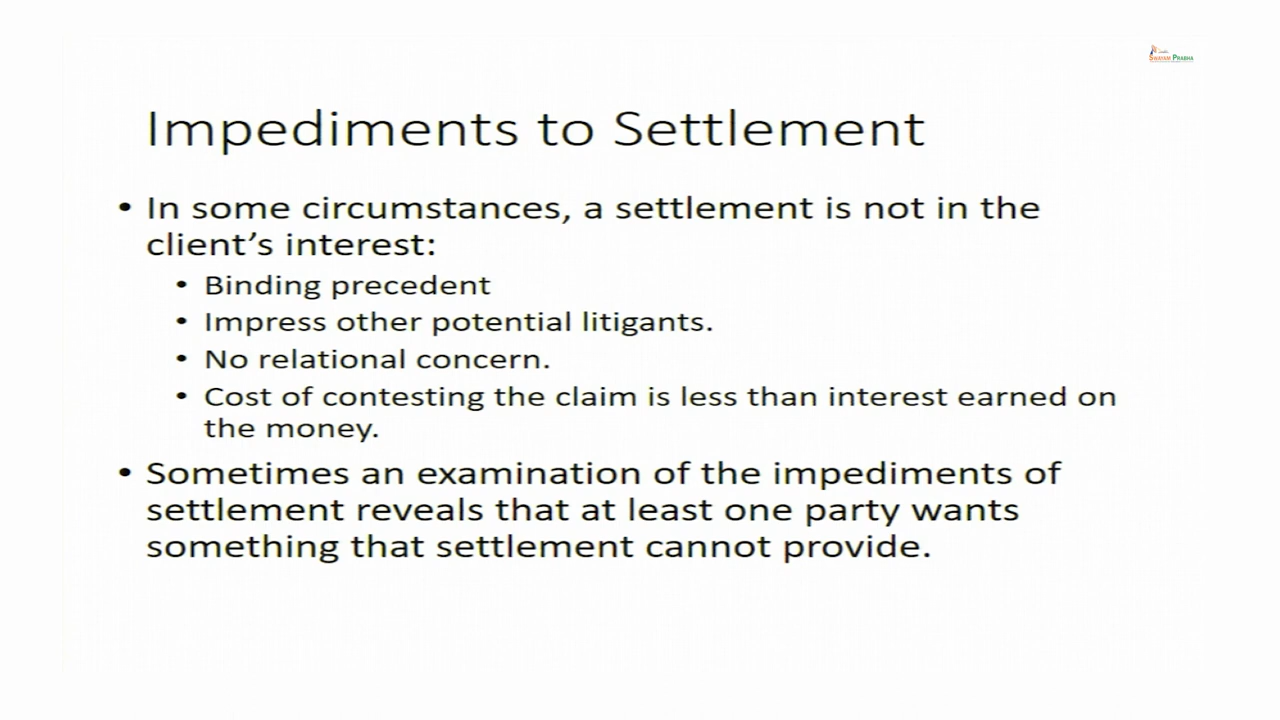 SWAYAM PRABHA
Impediments to Settlement
• In some circumstances, a settlement is not in the
client’s interest:
• Binding precedent
• Impress other potential litigants.
• No relational concern.
• Cost of contesting the claim is less than interest earned on
the money.
• Sometimes an examination of the impediments of
settlement reveals that at least one party wants
something that settlement cannot provide.